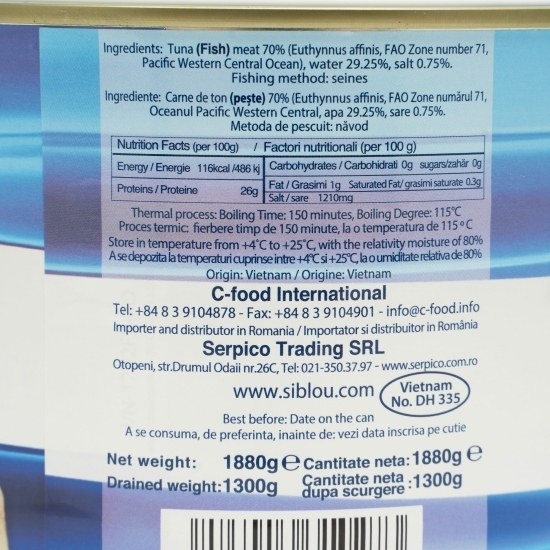 Ingredients: Tuna (Fish) meat 70% (Euthynnus affinis, FAO Zone number 71,
Pacific Western Central Ocean), water 29.25%, salt 0.75%.
Fishing method: seines
Ingrediente: Carne de ton (pește) 70% (Euthynnus affinis, FAO Zone numărul 71,
Oceanul Pacific Western Central, apa 29.25%, sare 0.75%.
Metoda de pescuit: năvod
Nutrition Facts (per 100g) / Factori nutritionali (per 100 g)
Energy / Energie 116kcal /486 kj Carbohydrates / Carbohidrati 0g sugars/zahăr 0g
Proteins / Proteine 26g Fat / Grasimi 1g Saturated Fat/ grasimi saturate 0.3g
Salt / sare 1210mg
Thermal process: Boiling Time: 150 minutes, Boiling Degree: 115°C
Proces termic: fierbere timp de 150 minute, la o temperatura de 115 º C
Store in temperature from +4°C to +25°C, with the relativity moisture of 80%
A se depozita la temperaturi cuprinse intre +4°C si +25°C, la o umiditate relativa de 80%
Origin: Vietnam / Origine: Vietnam
C-food International
Tel: +84 8 3 9104878 - Fax: +84 8 3 9104901 - info@c-food.info
Importer and distributor in Romania / Importator si distribuitor in România
Serpico Trading SRL
Otopeni, str.Drumul Odaii nr.26C, Tel: 021-350.37.97 - www.serpico.com.ro
www.siblou.com
Vietnam
No. DH 335
Best before: Date on the can
A se consuma, de preferinta, inainte de: vezi data inscrisa pe cutie
Net weight: 1880g ℮ Cantitate neta: 1880g ℮
Drained weight: 1300g Cantitate neta dupa scurgere : 1300g